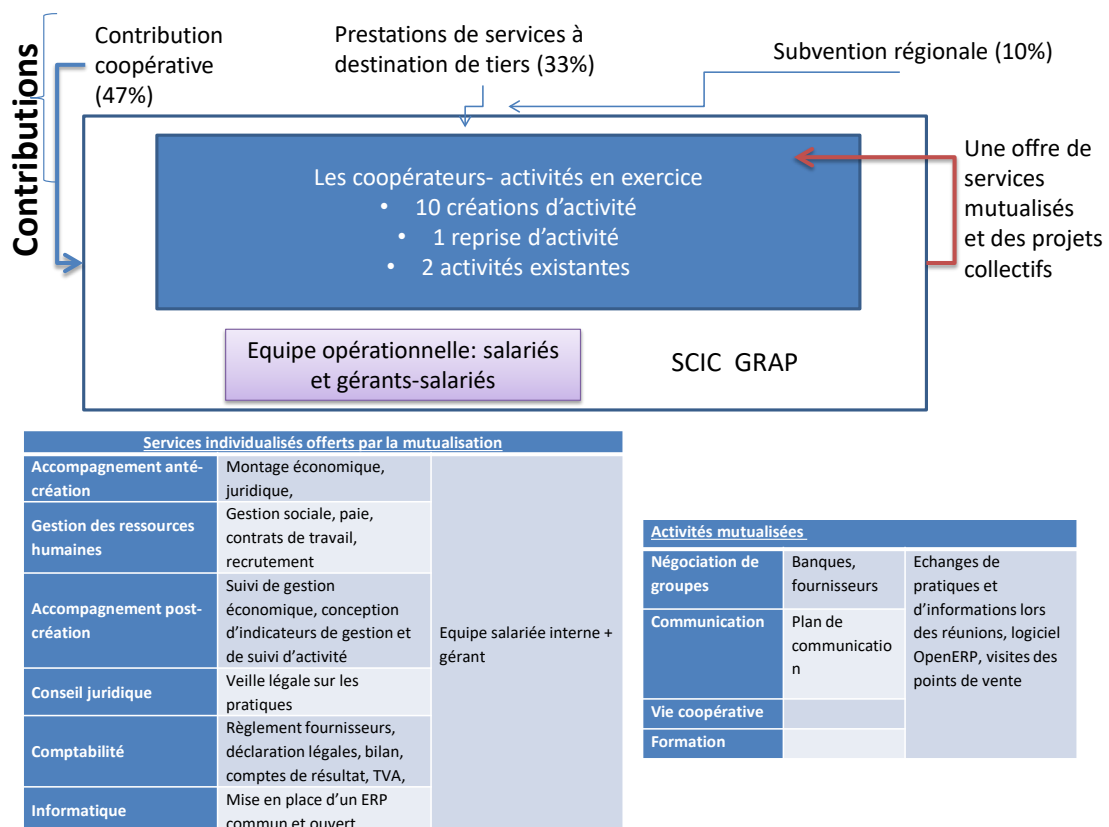 Contributions
Contribution
coopérative
(47%)
Prestations de services à
destination de tiers (33%)
Subvention régionale (10%)
Les coopérateurs- activités en exercice
• 10 créations d'activité
• 1 reprise d'activité
• 2 activités existantes
Une offre de
services
mutualisés
et des projets
collectifs
Equipe opérationnelle: salariés
et gérants-salariés
SCIC GRAP
Services individualisés offerts par la mutualisation
Accompagnement anté-
création
Montage économique,
juridique,
Gestion des ressources
humaines
Gestion sociale, paie,
contrats de travail,
recrutement
Accompagnement post-
création
Suivi de gestion
économique, conception
d'indicateurs de gestion et
de suivi d'activité
Conseil juridique
Veille légale sur les
pratiques
Comptabilité
Règlement fournisseurs,
déclaration légales, bilan,
comptes de résultat, TVA,
Informatique
Mise en place d'un ERP
commun et ouvert
Equipe salariée interne +
gérant
Activités mutualisées
Négociation de
groupes
Banques,
fournisseurs
Communication
Plan de
communicatio
n
Vie coopérative
Formation
Echanges de
pratiques et
d'informations lors
des réunions, logiciel
OpenERP, visites des
points de vente